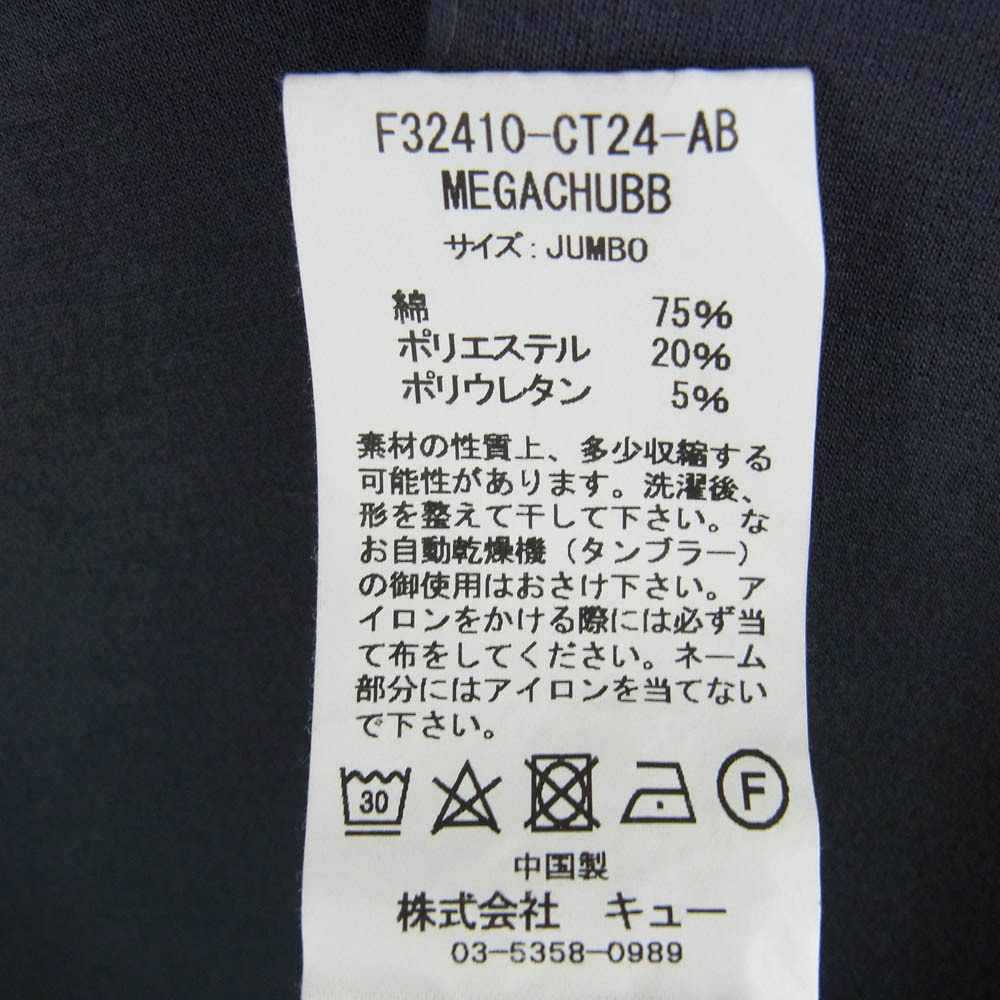 F32410-CT24-AB
MEGACHUBB
サイズ：JUMBO
綿 75%
ポリエステル 20%
ポリウレタン 5%
素材の性質上、多少収縮する
可能性があります。洗濯後、
形を整えて干して下さい。な
お自動乾燥機（タンブラー）
の御使用はおさけ下さい。ア
イロンをかける際には必ず当
て布をしてください。ネーム
部分にはアイロンを当てない
で下さい。
30 F
中国製
株式会社 キュー
03-5358-0989